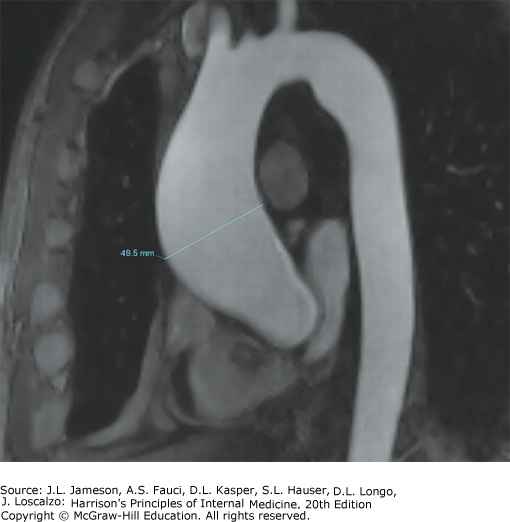 49.5 mm
Source: J.L. Jameson, A.S. Fauci, D.L. Kasper, S.L. Hauser, D.L. Longo,
J. Loscalzo: Harrison's Principles of Internal Medicine, 20th Edition
Copyright © McGraw-Hill Education. All rights reserved.